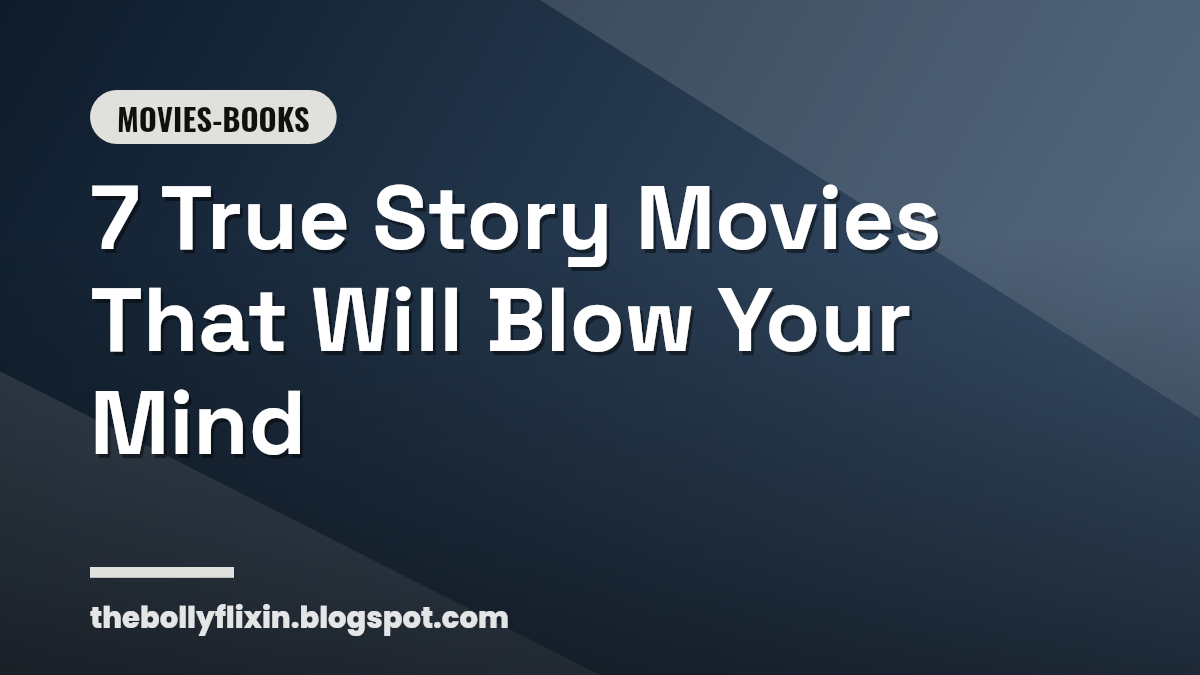 MOVIES-BOOKS
7 True Story Movies
That Will Blow Your
Mind
thebollyflixin.blogspot.com